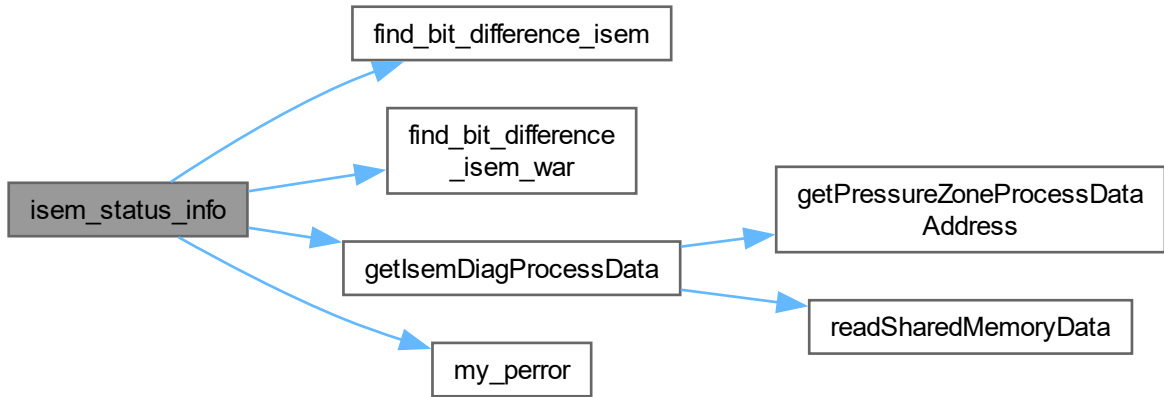 find_bit_difference_isem
find_bit_difference
_isem_war
isem_status_info
getIsemDiagProcessData
my_perror
getPressureZoneProcessData
Address
readSharedMemoryData